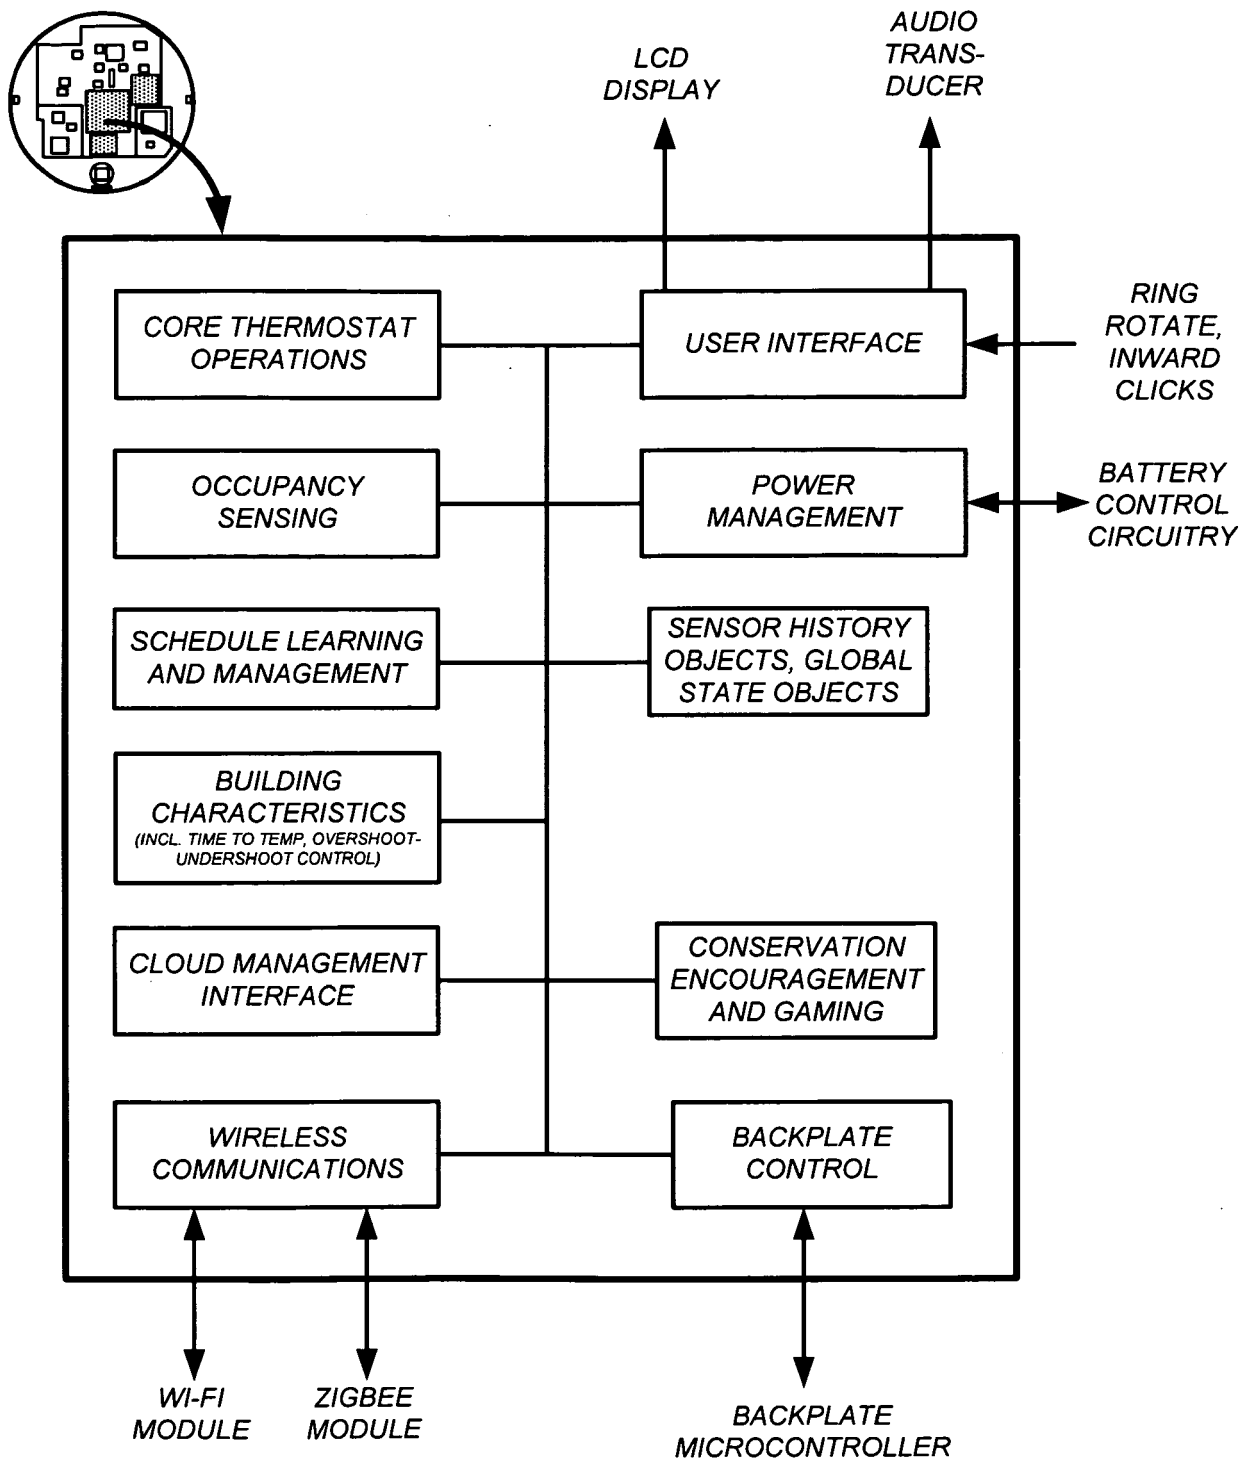 LCD
DISPLAY
AUDIO
TRANS-
DUCER
CORE THERMOSTAT
OPERATIONS
USER INTERFACE
RING
ROTATE,
INWARD
CLICKS
OCCUPANCY
SENSING
POWER
MANAGEMENT
BATTERY
CONTROL
CIRCUITRY
SCHEDULE LEARNING
AND MANAGEMENT
SENSOR HISTORY
OBJECTS, GLOBAL
STATE OBJECTS
BUILDING
CHARACTERISTICS
(INCL. TIME TO TEMP, OVERSHOOT-
UNDERSHOOT CONTROL)
CLOUD MANAGEMENT
INTERFACE
CONSERVATION
ENCOURAGEMENT
AND GAMING
WIRELESS
COMMUNICATIONS
BACKPLATE
CONTROL
WI-FI
MODULE
ZIGBEE
MODULE
BACKPLATE
MICROCONTROLLER